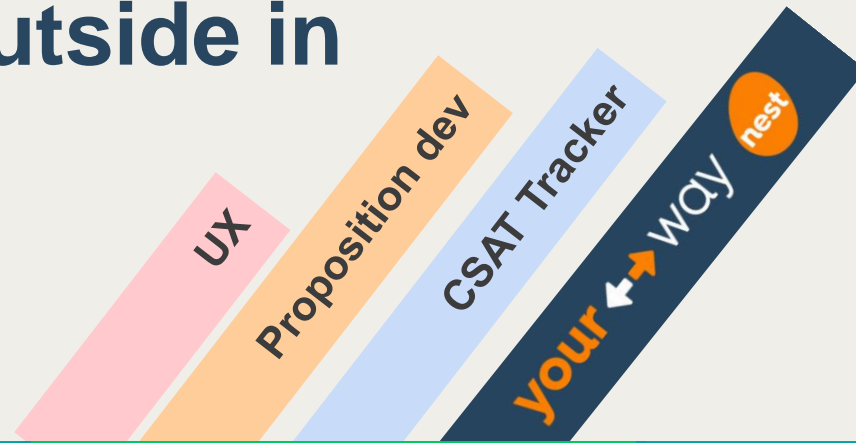 utside in
UX
Proposition dev
CSAT Tracker
your way
nest